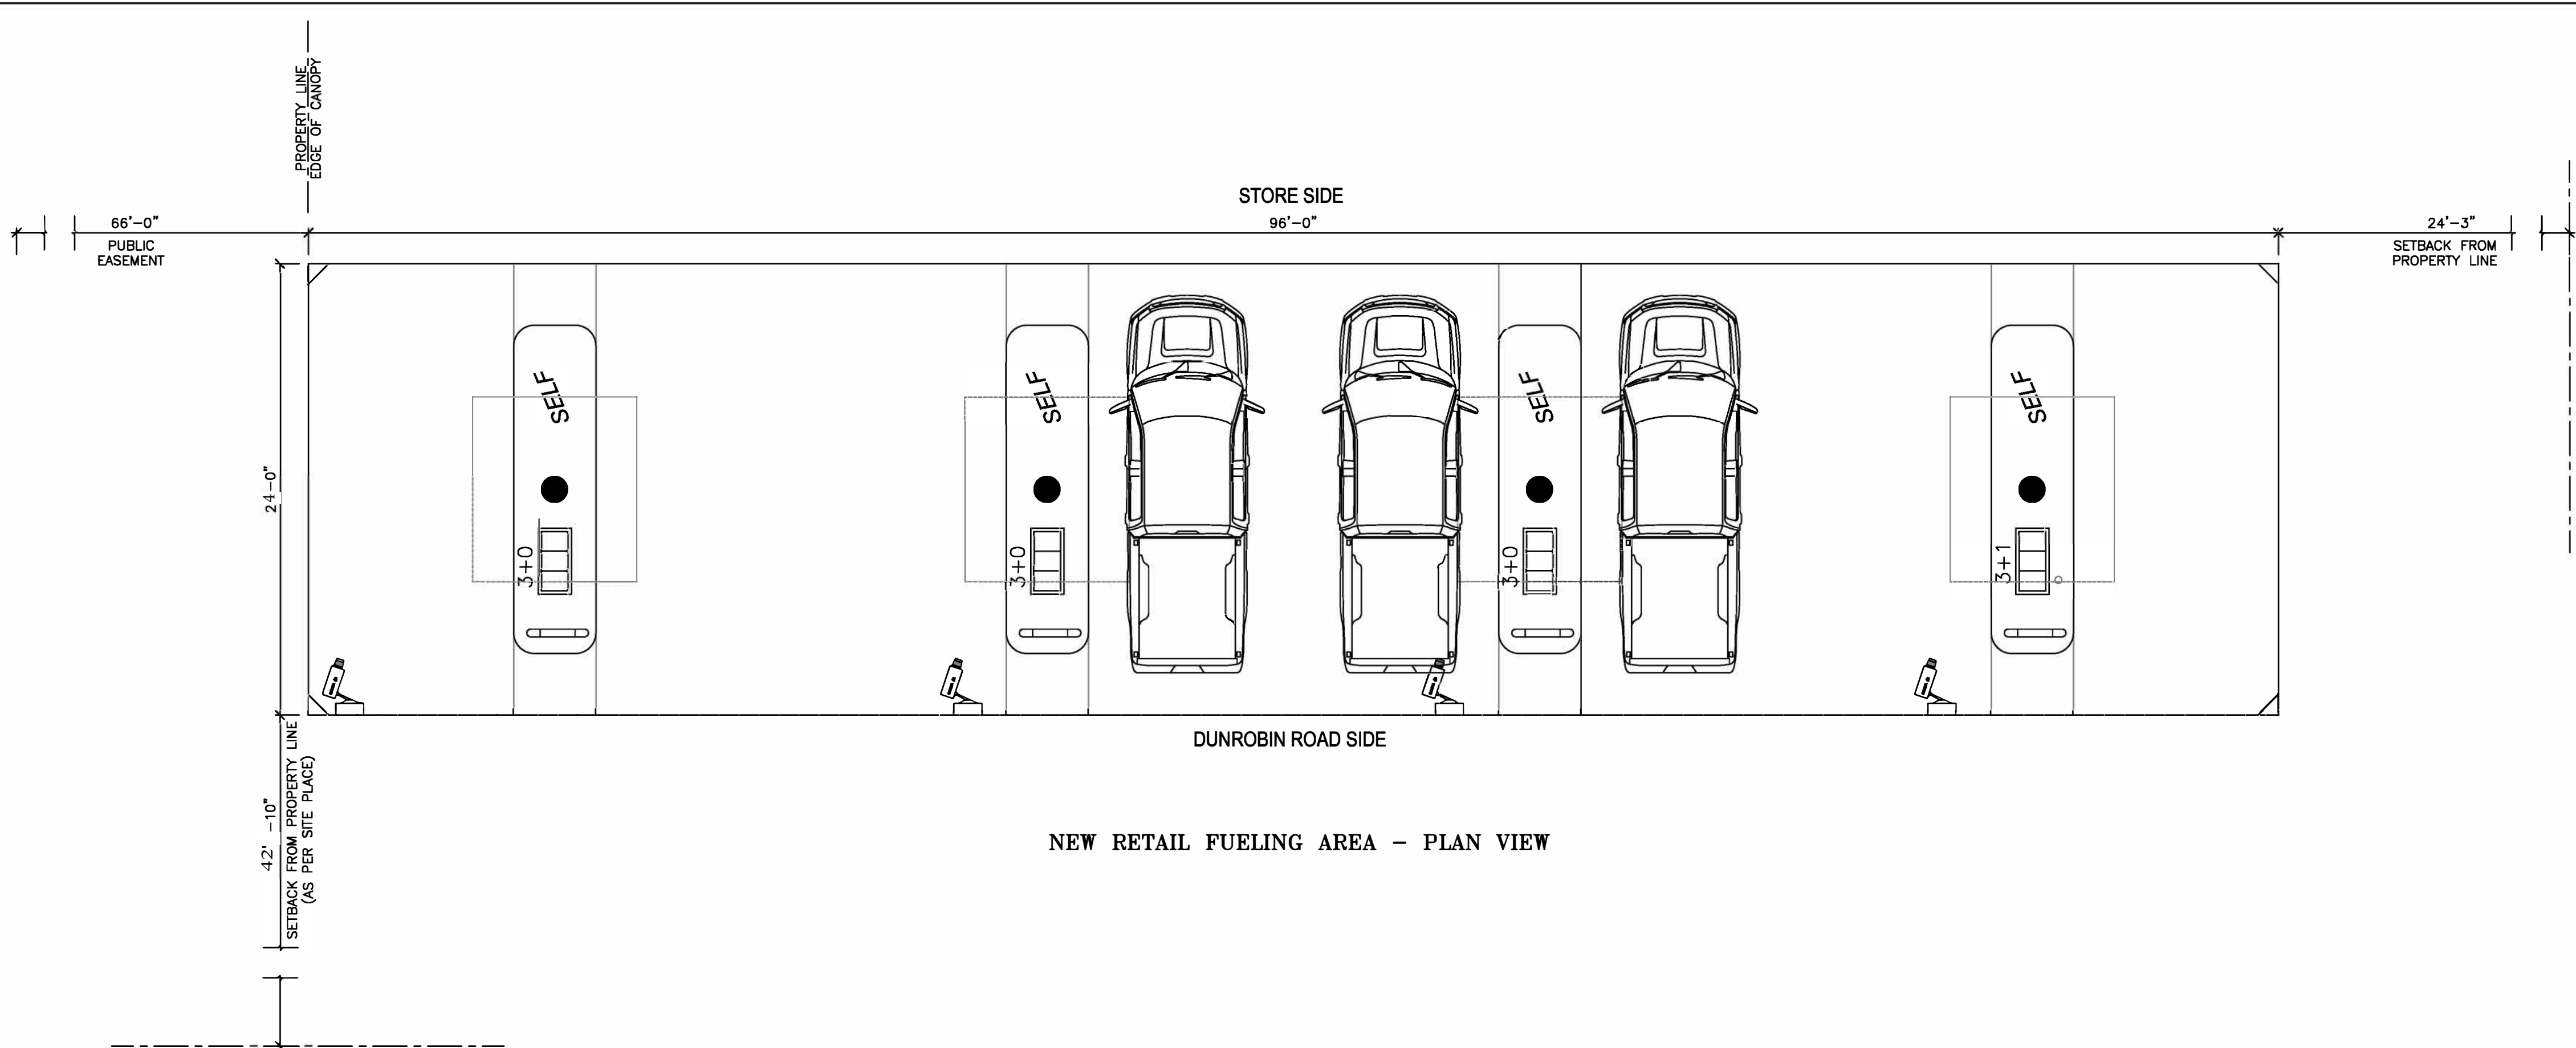 PROPERTY LINE
EDGE OF CANOPY
STORE SIDE
66'-0"
96'-0"
24'-3"
PUBLIC
EASEMENT
SETBACK FROM
PROPERTY LINE
SELF
SELF
SELF
SELF
24-0"
3+0
3+0
3+0
3+1
DUNROBIN ROAD SIDE
42' -10"
SETBACK FROM PROPERTY LINE
(AS PER SITE PLACE)
NEW RETAIL FUELING AREA - PLAN VIEW